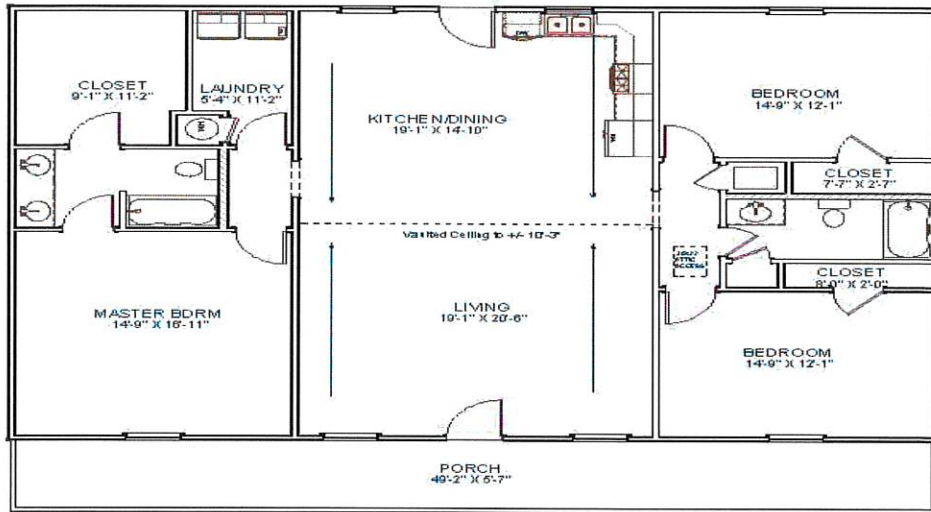 CLOSET
9'-1" X 11'-2"
LAUNDRY
5'-4" X 11'-2"
KITCHEN/DINING
19'-1" X 14'-10"
BEDROOM
14'-9" X 12'-1"
CLOSET
7'-7" X 2'-7"
Vaulted Ceiling to +/- 10'-3"
ATTIC
ACCESS
CLOSET
8'-0" X 2'-0"
MASTER BDRM
14'-9" X 16'-11"
LIVING
19'-1" X 20'-6"
BEDROOM
14'-9" X 12'-1"
PORCH
49'-2" X 5'-7"